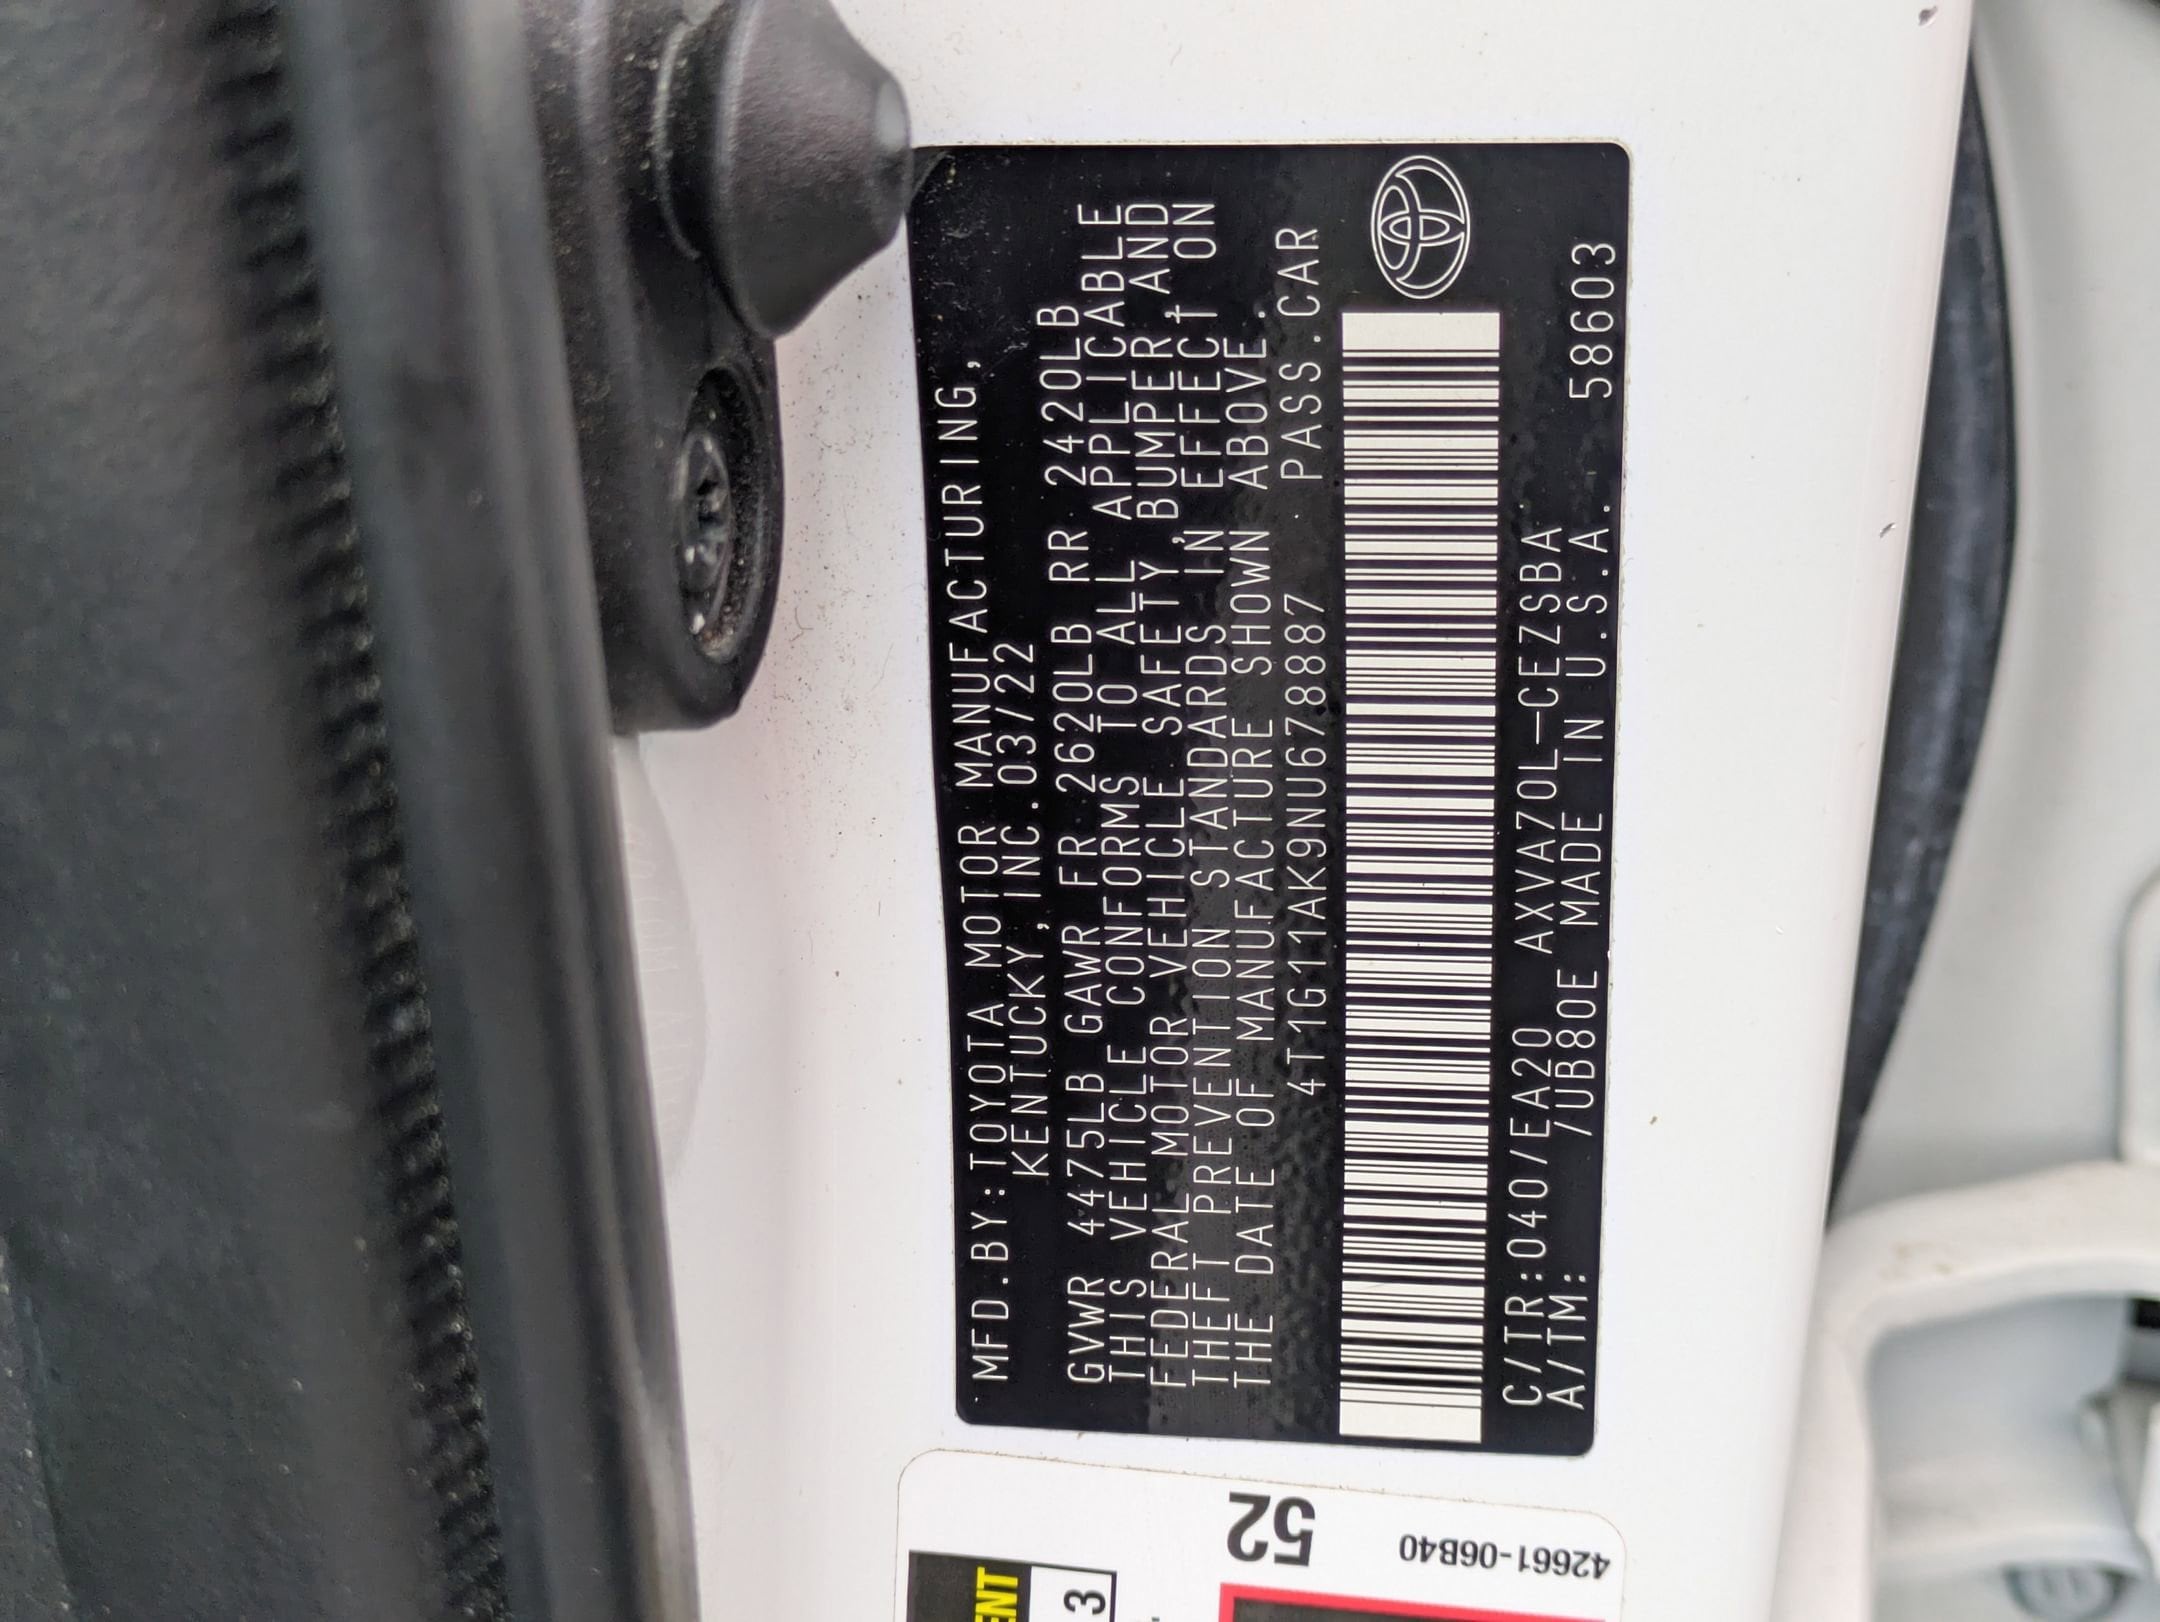 MFD.BY:TOYOTA MOTOR MANUFACTURING,
KENTUCKY, INC. 03/22
GVWR 4475LB GAWR FR 2620LB RR 2420LB
THIS VEHICLE CONFORMS TO ALL APPLICABLE
FEDERAL MOTOR VEHICLE SAFETY, BUMPER, AND
THEFT PREVENTION STANDARDS IN EFFECT ON
THE DATE OF MANUFACTURE SHOWN ABOVE.
4T1G11AK9NU678887 PASS.CAR
C/TR:040/EA20 AXVA70L-CEZSBA
A/TM: /UB80E MADE IN U.S.A. 58603
52
42661-06B40
3